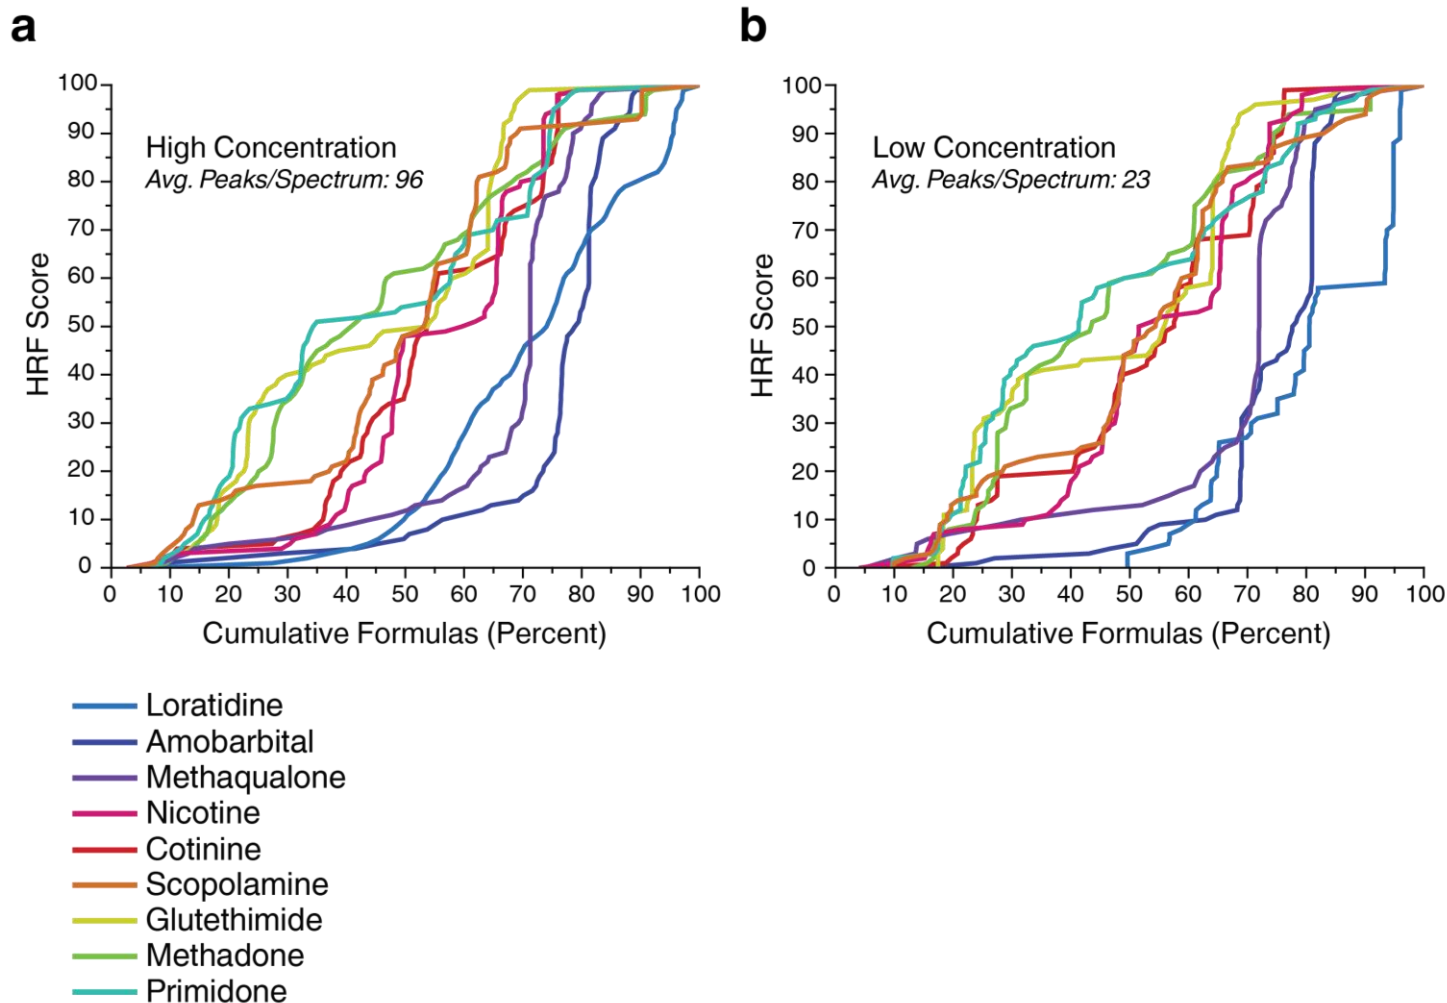 a
b
High Concentration
Avg. Peaks/Spectrum: 96
HRF Score
100
90
80
70
60
50
40
30
20
10
0
0 10 20 30 40 50 60 70 80 90 100
Cumulative Formulas (Percent)
Low Concentration
Avg. Peaks/Spectrum: 23
HRF Score
100
90
80
70
60
50
40
30
20
10
0
0 10 20 30 40 50 60 70 80 90 100
Cumulative Formulas (Percent)
Loratidine
Amobarbital
Methaqualone
Nicotine
Cotinine
Scopolamine
Glutethimide
Methadone
Primidone